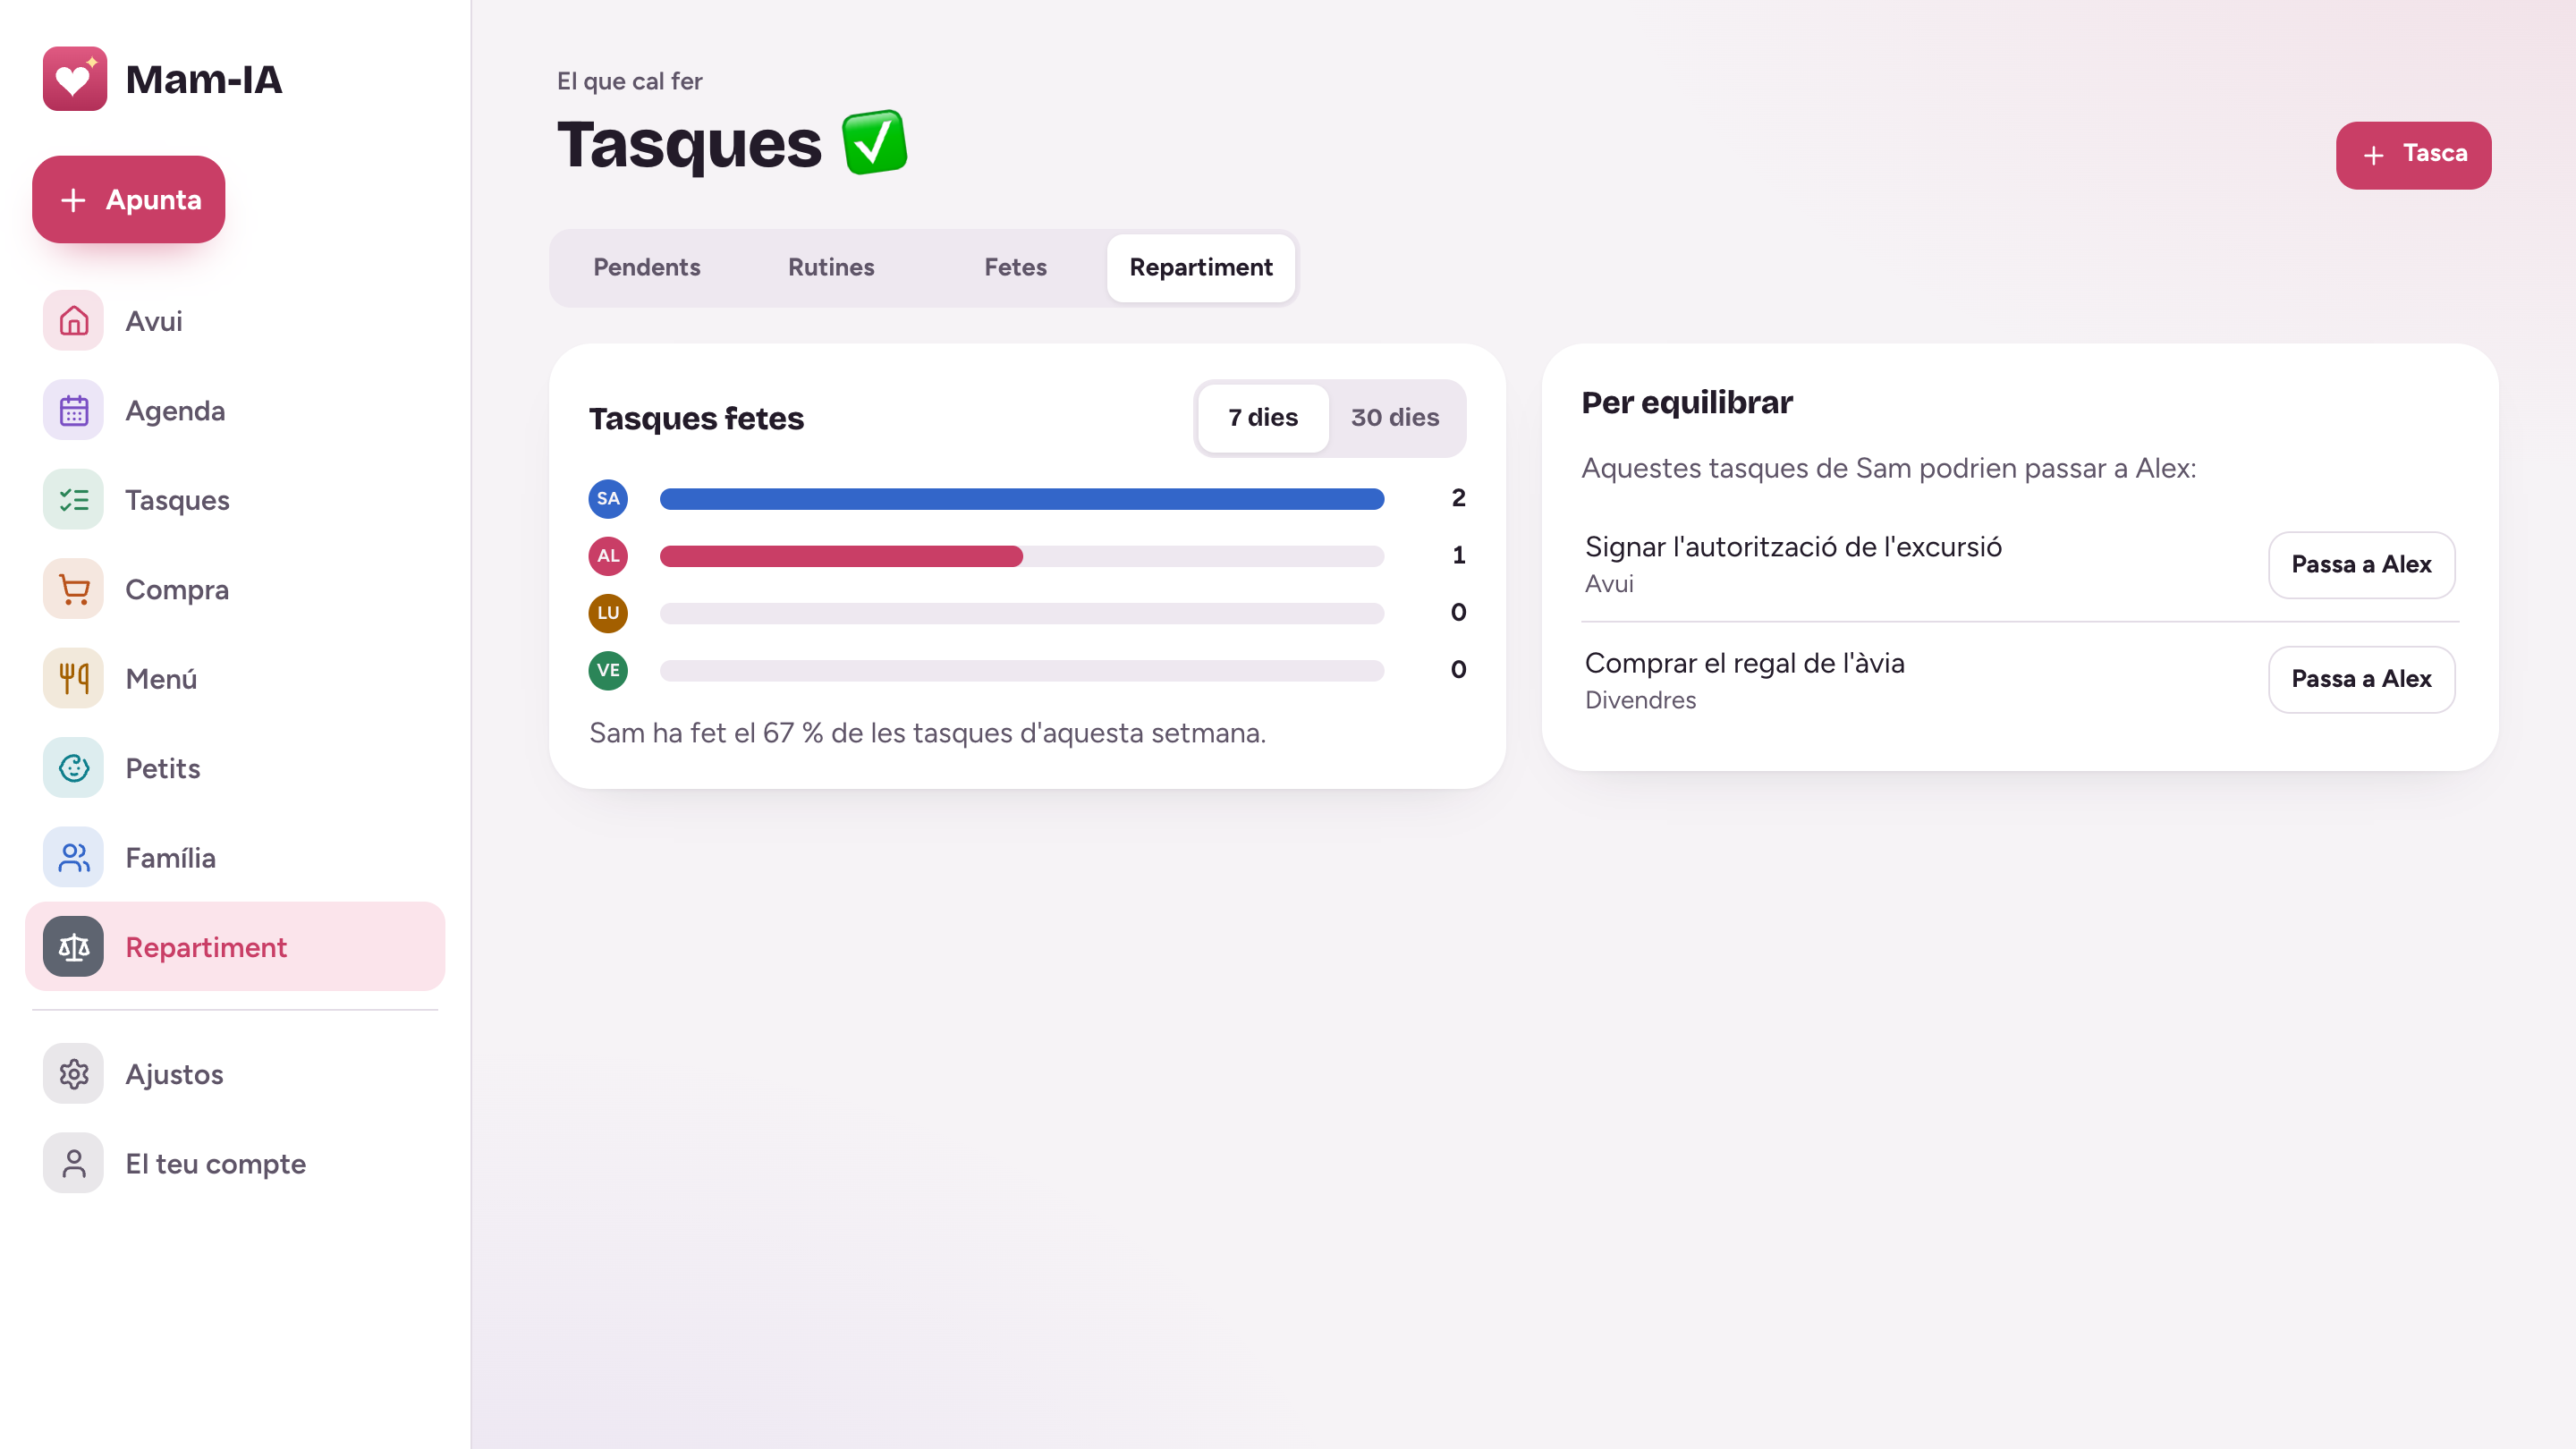 Mam-IA
Apunta
Avui
Agenda
Tasques
Compra
Menú
Petits
Família
Repartiment
Ajustos
El teu compte
El que cal fer
Tasques
Tasca
Pendents
Rutines
Fetes
Repartiment
Tasques fetes
7 dies
30 dies
SA
2
AL
1
LU
0
VE
0
Sam ha fet el 67 % de les tasques d'aquesta setmana.
Per equilibrar
Aquestes tasques de Sam podrien passar a Alex:
Signar l'autorització de l'excursió
Avui
Passa a Alex
Comprar el regal de l'àvia
Divendres
Passa a Alex